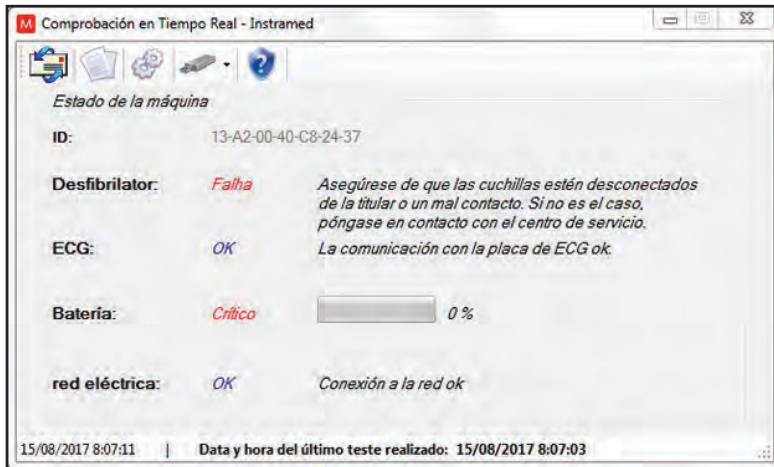 M Comprobación en Tiempo Real - Instramed
Estado de la máquina
ID: 13-A2-00-40-C8-24-37
Desfibrilator: Falha Asegúrese de que las cuchillas estén desconectados
de la titular o un mal contacto. Si no es el caso,
póngase en contacto con el centro de servicio.
ECG: OK La comunicación con la placa de ECG ok.
Batería: Crítico 0 %
red eléctrica: OK Conexión a la red ok
15/08/2017 8:07:11 | Data y hora del último teste realizado: 15/08/2017 8:07:03